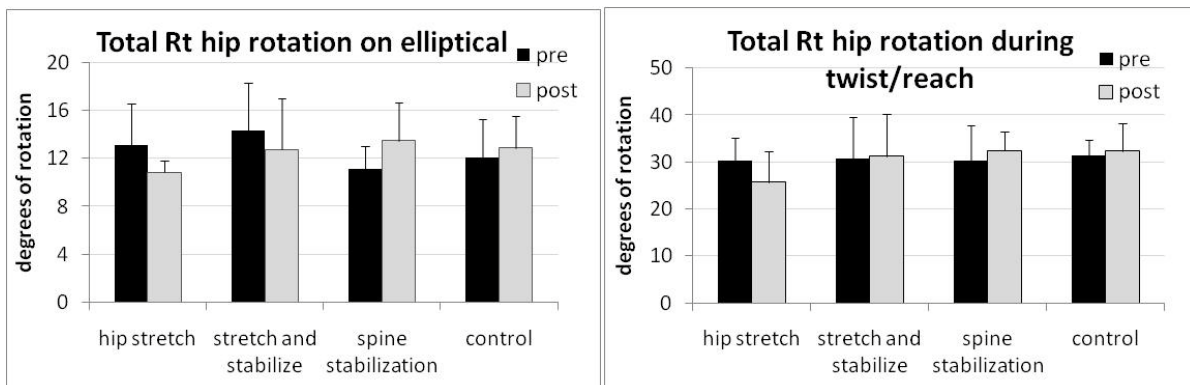 Total Rt hip rotation on elliptical
pre
post
degrees of rotation
20
16
12
8
4
0
hip stretch
stretch and
stabilize
spine
stabilization
control
Total Rt hip rotation during
twist/reach
pre
post
degrees of rotation
50
40
30
20
10
0
hip stretch
stretch and
stabilize
spine
stabilization
control